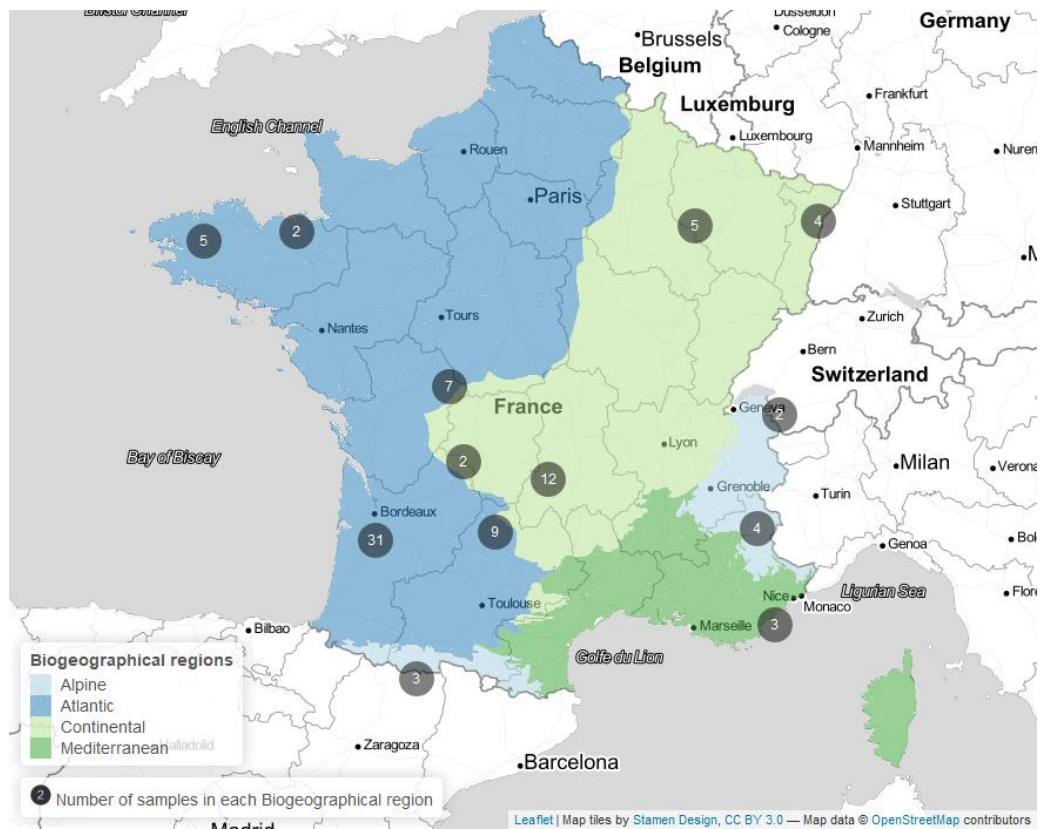 Bristol Channel
Brussels
Belgium
Dusseldorf
Cologne
Germany
Luxemburg
Frankfurt
English Channel
Luxembourg
Mannheim
Rouen
Nurem
Paris
Stuttgart
5
2
5
4
Nantes
Tours
Zurich
Bern
Switzerland
7
France
Geneva
2
Bay of Biscay
2
Lyon
12
Milan
Verona
Grenoble
Turin
Bordeaux
31
9
4
Genoa
Bolo
Toulouse
Nice
Monaco
Ligurian Sea
Flore
Bilbao
Marseille
3
Golfe du Lion
Biogeographical regions
Alpine
Atlantic
Continental
Mediterranean
3
Valladolid
Zaragoza
Barcelona
2 Number of samples in each Biogeographical region
Madrid
Leaflet | Map tiles by Stamen Design, CC BY 3.0 — Map data © OpenStreetMap contributors